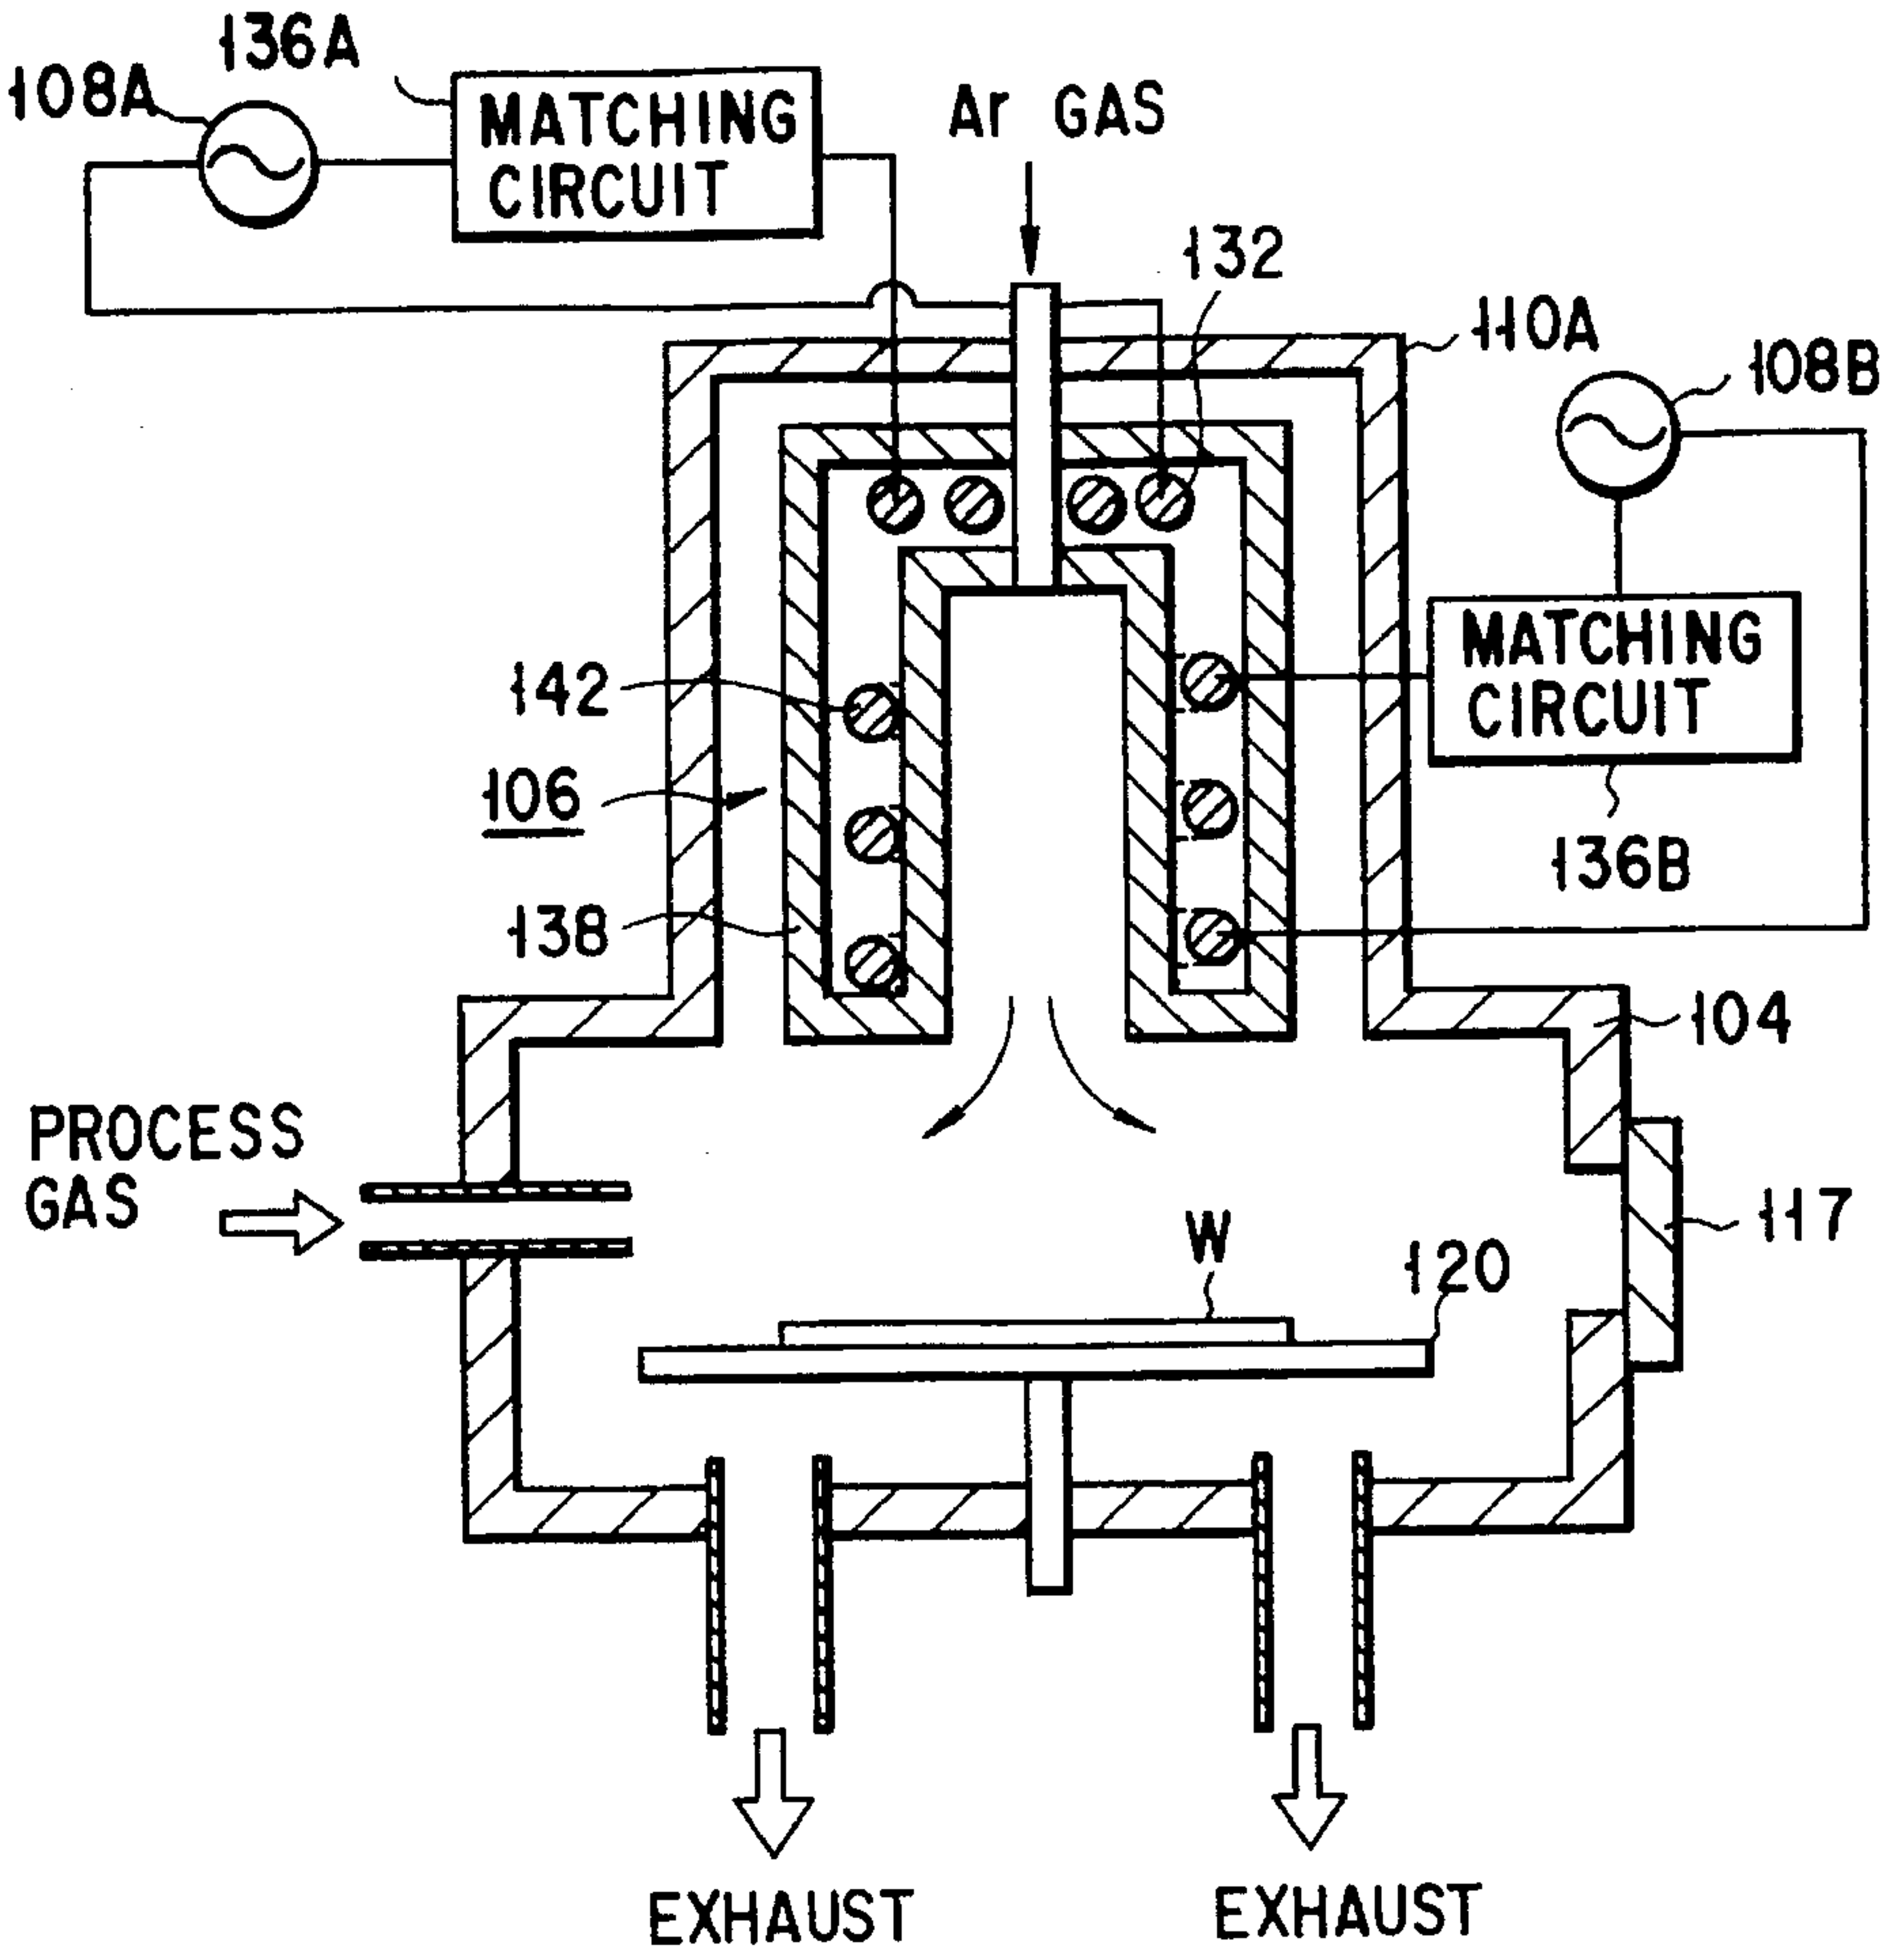 136A
108A
MATCHING
CIRCUIT
Ar GAS
132
110A
108B
MATCHING
CIRCUIT
142
106
136B
138
104
PROCESS
GAS
117
W
120
EXHAUST
EXHAUST